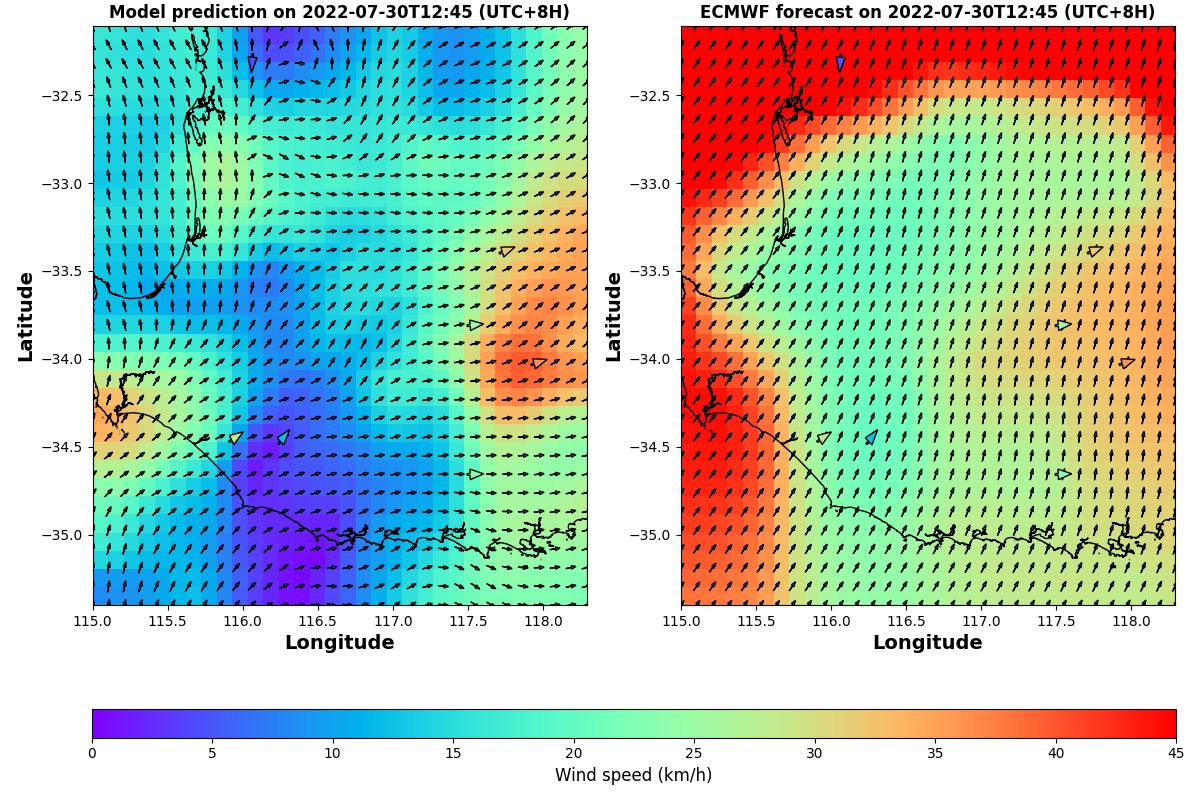 Model prediction on 2022-07-30T12:45 (UTC+8H)
ECMWF forecast on 2022-07-30T12:45 (UTC+8H)
Latitude
−32.5
−33.0
−33.5
−34.0
−34.5
−35.0
115.0 115.5 116.0 116.5 117.0 117.5 118.0
Longitude
Latitude
−32.5
−33.0
−33.5
−34.0
−34.5
−35.0
115.0 115.5 116.0 116.5 117.0 117.5 118.0
Longitude
0 5 10 15 20 25 30 35 40 45
Wind speed (km/h)